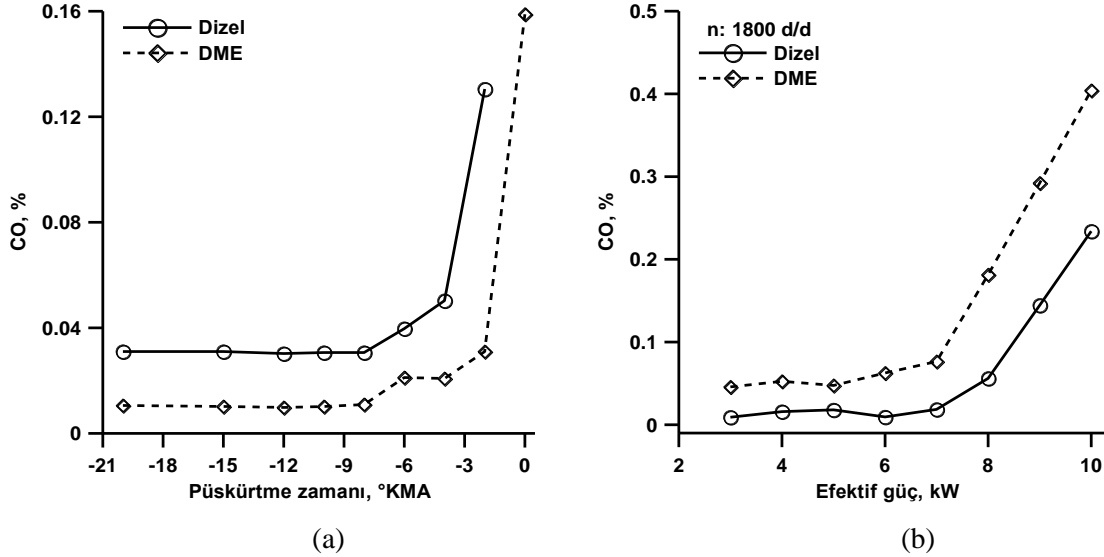 Dizel
DME
0.16
0.12
0.08
0.04
0
CO, %
-21 -18 -15 -12 -9 -6 -3 0
Püskürtme zamanı, °KMA
(a)
n: 1800 d/d
Dizel
DME
0.5
0.4
0.3
0.2
0.1
0
CO, %
2 4 6 8 10
Efektif güç, kW
(b)